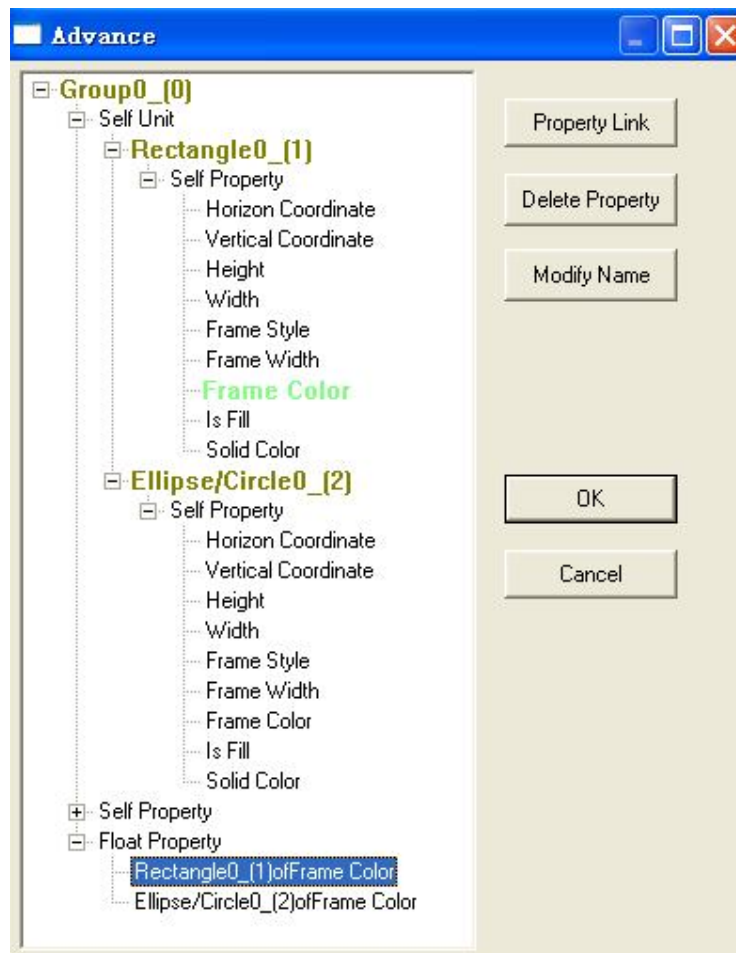 Advance
Group0_(0)
Self Unit
Rectangle0_(1)
Self Property
Horizon Coordinate
Vertical Coordinate
Height
Width
Frame Style
Frame Width
Frame Color
Is Fill
Solid Color
Ellipse/Circle0_(2)
Self Property
Horizon Coordinate
Vertical Coordinate
Height
Width
Frame Style
Frame Width
Frame Color
Is Fill
Solid Color
Self Property
Float Property
Rectangle0_(1)ofFrame Color
Ellipse/Circle0_(2)ofFrame Color
Property Link
Delete Property
Modify Name
OK
Cancel